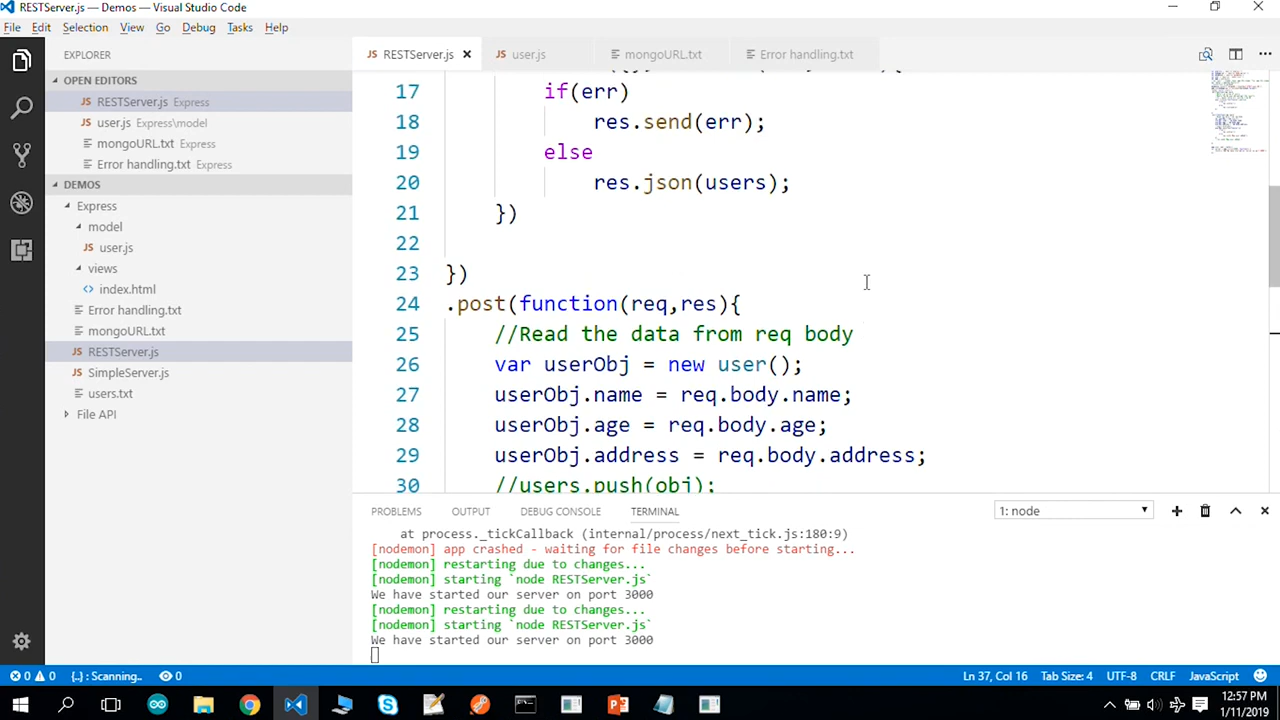 RESTServer.js - Demos - Visual Studio Code
File Edit Selection View Go Debug Tasks Help
EXPLORER
OPEN EDITORS
JS RESTServer.js Express
JS user.js Express\model
mongoURL.txt Express
Error handling.txt Express
DEMOS
Express
model
JS user.js
views
<> index.html
Error handling.txt
mongoURL.txt
JS RESTServer.js
JS SimpleServer.js
users.txt
File API
JS RESTServer.js JS user.js mongoURL.txt Error handling.txt
17 if(err)
18 res.send(err);
19 else
20 res.json(users);
21 })
22
23 })
24 .post(function(req,res){
25 //Read the data from req body
26 var userObj = new user();
27 userObj.name = req.body.name;
28 userObj.age = req.body.age;
29 userObj.address = req.body.address;
30 //users.push(obj);
PROBLEMS OUTPUT DEBUG CONSOLE TERMINAL 1: node
at process._tickCallback (internal/process/next_tick.js:180:9)
[nodemon] app crashed - waiting for file changes before starting...
[nodemon] restarting due to changes...
[nodemon] starting `node RESTServer.js`
We have started our server on port 3000
[nodemon] restarting due to changes...
[nodemon] starting `node RESTServer.js`
We have started our server on port 3000
0 0 {..} : Scanning.. 0 Ln 37, Col 16 Tab Size: 4 UTF-8 CRLF JavaScript
12:57 PM
1/11/2019